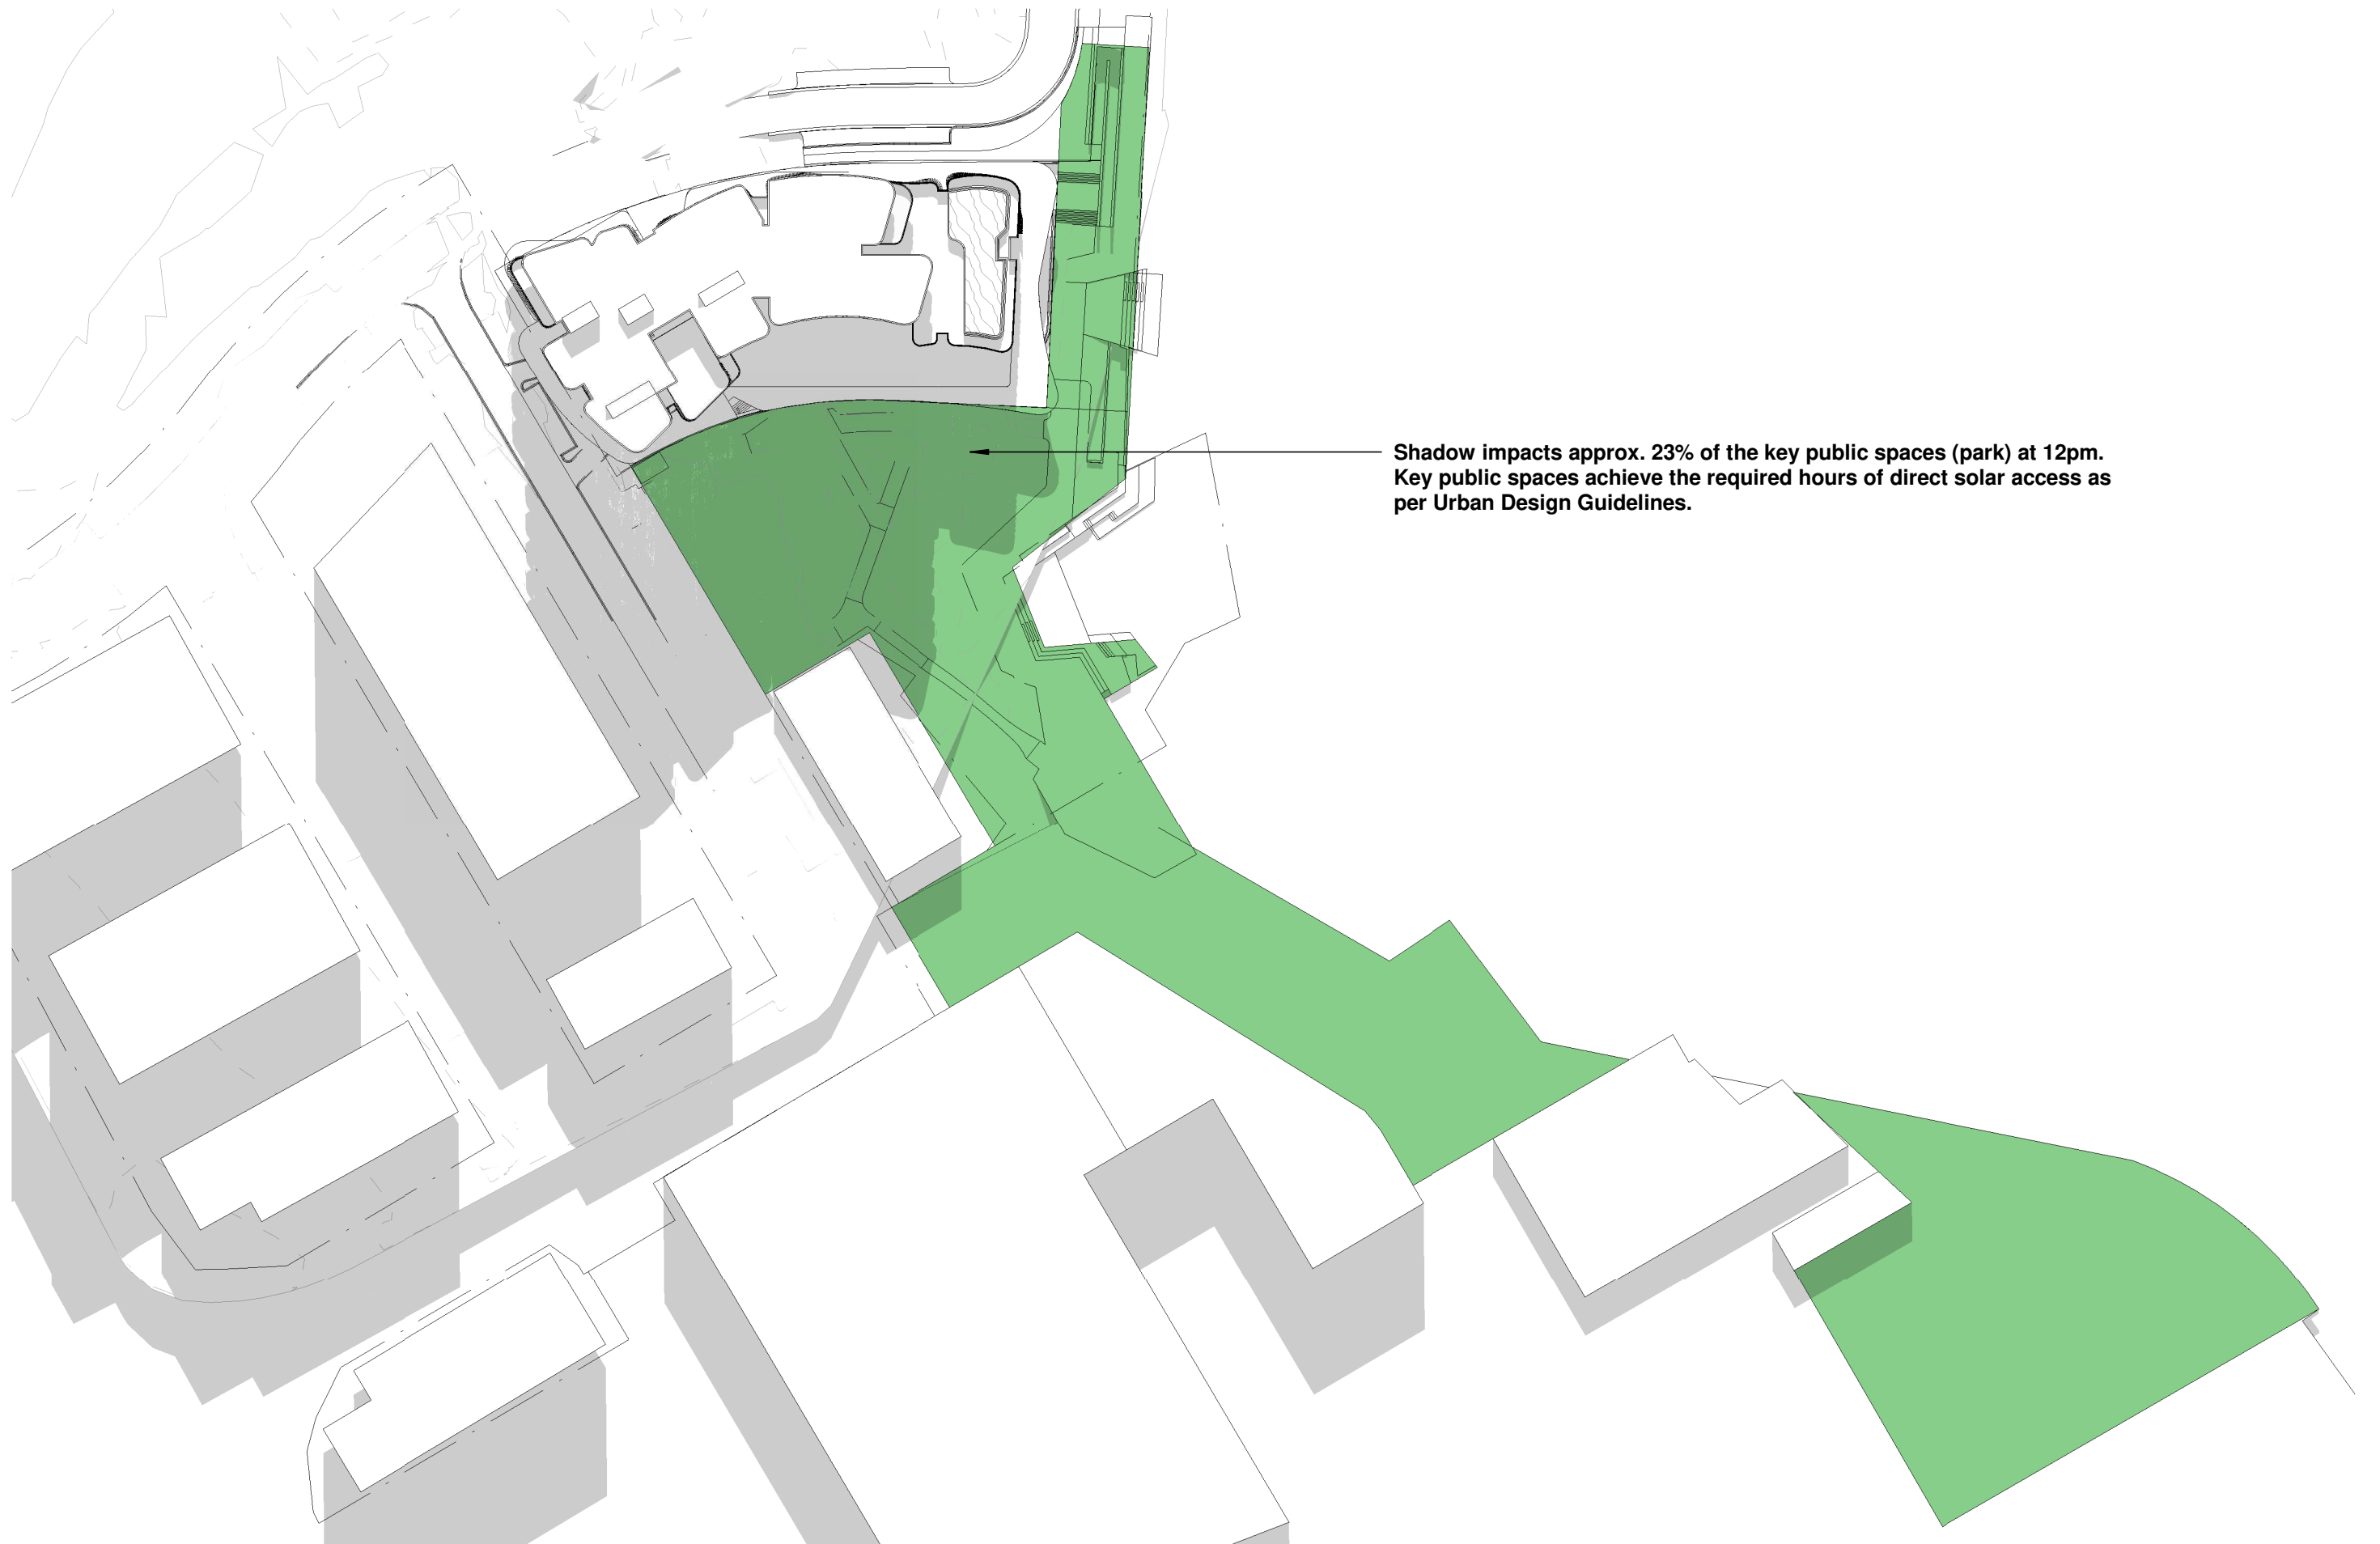 Shadow impacts approx. 23% of the key public spaces (park) at 12pm.
Key public spaces achieve the required hours of direct solar access as
per Urban Design Guidelines.